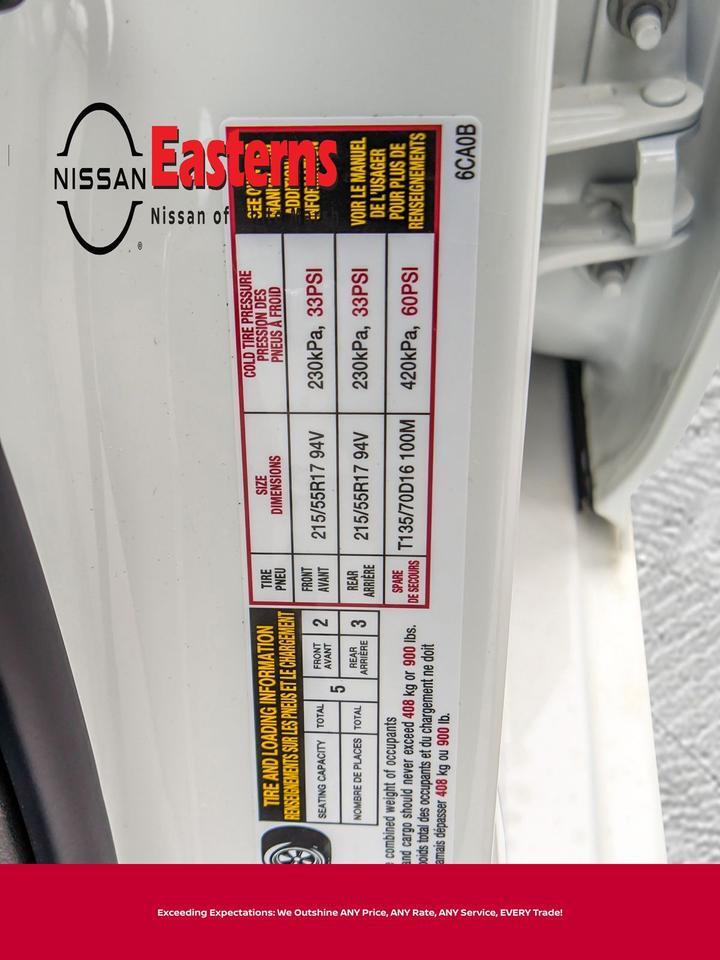 NISSAN
®
Easterns
Nissan of
TIRE AND LOADING INFORMATION
RENSEIGNEMENTS SUR LES PNEUS ET LE CHARGEMENT
SEATING CAPACITY TOTAL 5 FRONT AVANT 2
NOMBRE DE PLACES TOTAL REAR ARRIÈRE 3
combined weight of occupants
and cargo should never exceed 408 kg or 900 lbs.
poids total des occupants et du chargement ne doit
jamais dépasser 408 kg ou 900 lb.
TIRE PNEU
SIZE DIMENSIONS
COLD TIRE PRESSURE
PRESSION DES
PNEUS À FROID
FRONT AVANT 215/55R17 94V 230kPa, 33PSI
REAR ARRIÈRE 215/55R17 94V 230kPa, 33PSI
SPARE DE SECOURS T135/70D16 100M 420kPa, 60PSI
SEE
VOIR LE MANUEL
DE L'USAGER
POUR PLUS DE
RENSEIGNEMENTS
6CA0B
Exceeding Expectations: We Outshine ANY Price, ANY Rate, ANY Service, EVERY Trade!